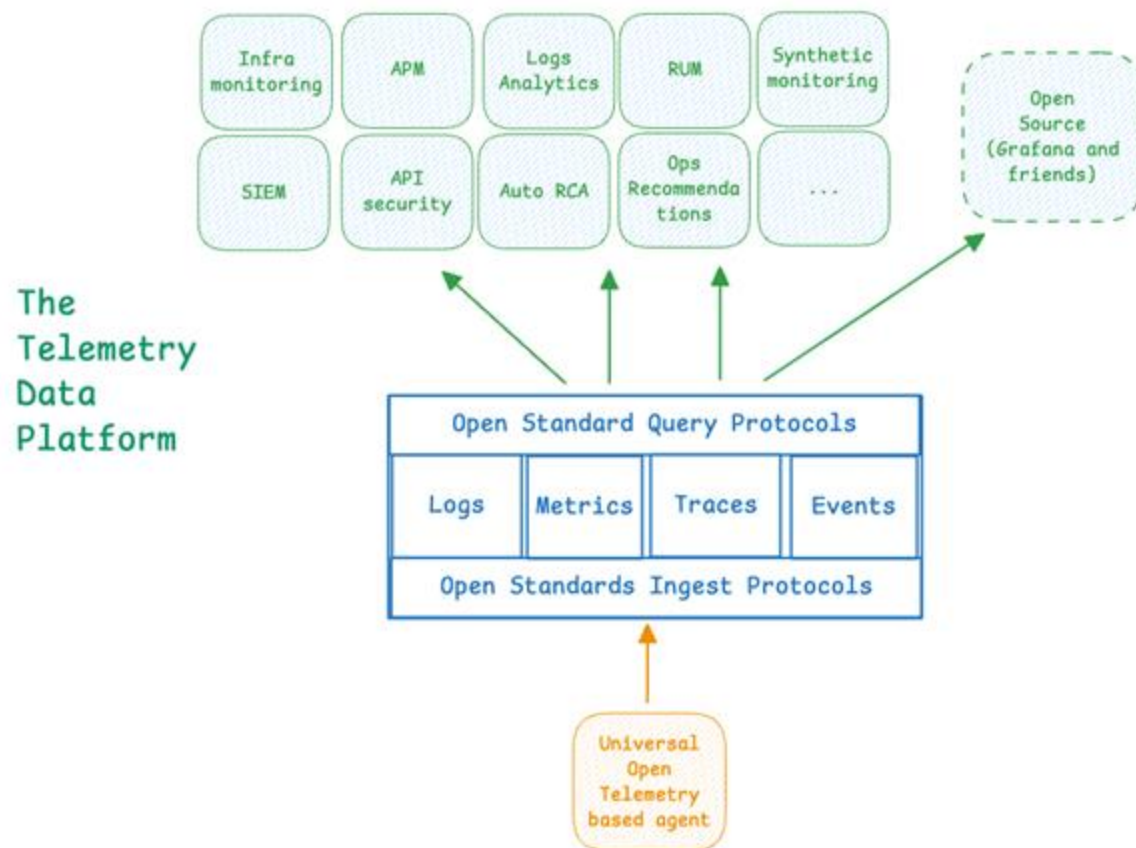 Infra
monitoring
APM
Logs
Analytics
RUM
Synthetic
monitoring
Open
Source
(Grafana and
friends)
SIEM
API
security
Auto RCA
Ops
Recommenda
tions
...
The
Telemetry
Data
Platform
Open Standard Query Protocols
Logs
Metrics
Traces
Events
Open Standards Ingest Protocols
Universal
Open
Telemetry
based agent